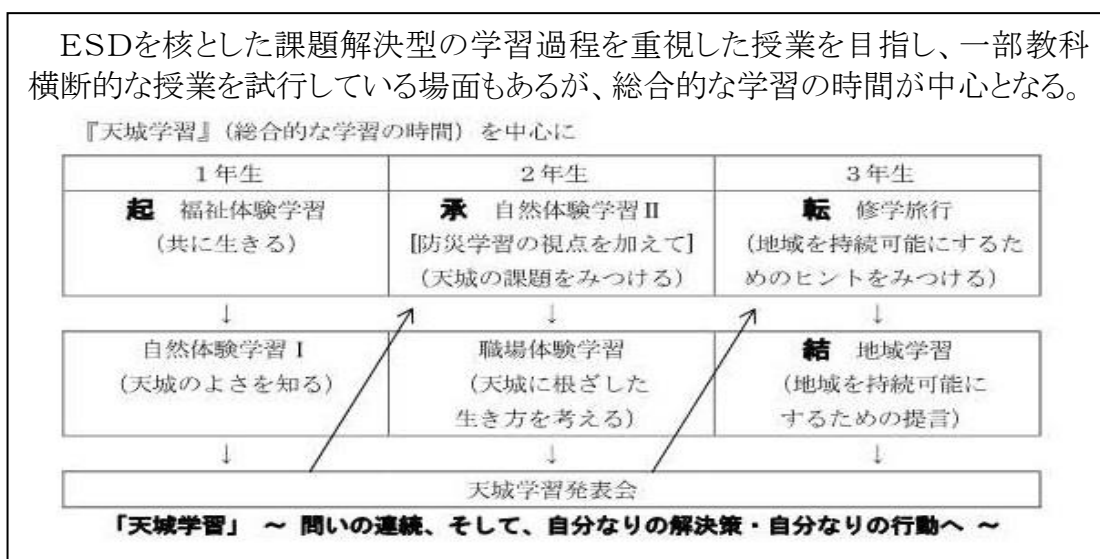 ESDを核とした課題解決型の学習過程を重視した授業を目指し、一部教科
横断的な授業を試行している場面もあるが、総合的な学習の時間が中心となる。
『天城学習』(総合的な学習の時間) を中心に
1年生 2年生 3年生
起 福祉体験学習
(共に生きる)
承 自然体験学習Ⅱ
[防災学習の視点を加えて]
(天城の課題をみつける)
転 修学旅行
(地域を持続可能にするた
めのヒントをみつける)
↓ ↓ ↓
自然体験学習Ⅰ
(天城のよさを知る)
職場体験学習
(天城に根ざした
生き方を考える)
結 地域学習
(地域を持続可能に
するための提言)
↓ ↓ ↓
天城学習発表会
「天城学習」 ~ 問いの連続、そして、自分なりの解決策・自分なりの行動へ ~